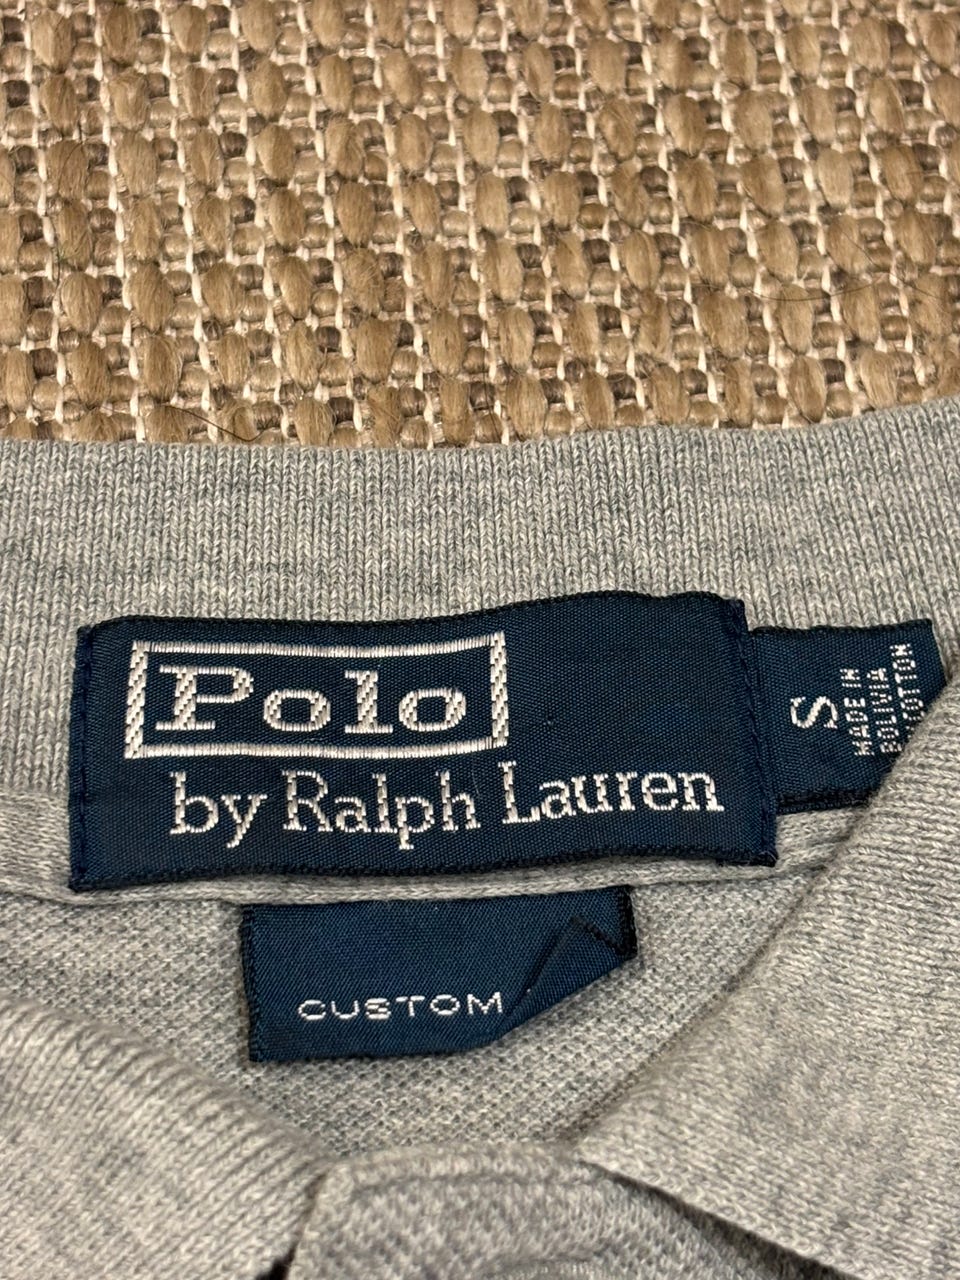 Polo
by Ralph Lauren
S
MADE IN
BOLIVIA
COTTON
CUSTOM